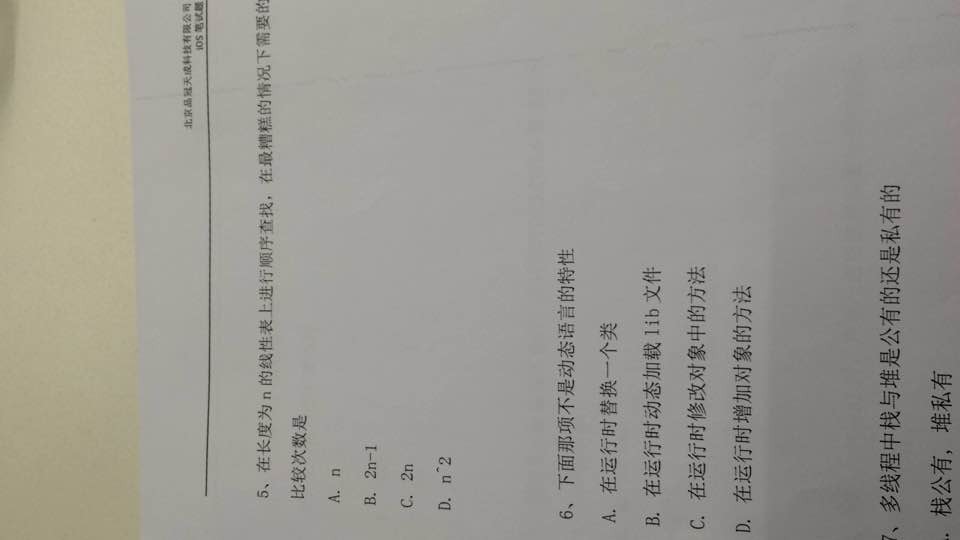 北京品冠天成科技有限公司
iOS 笔试题
5、在长度为 n 的线性表上进行顺序查找，在最糟糕的情况下需要的
比较次数是
A. n
B. 2n-1
C. 2n
D. n^2
6、下面那项不是动态语言的特性
A. 在运行时替换一个类
B. 在运行时动态加载 lib 文件
C. 在运行时修改对象中的方法
D. 在运行时增加对象的方法
7、多线程中栈与堆是公有的还是私有的
. 栈公有，堆私有